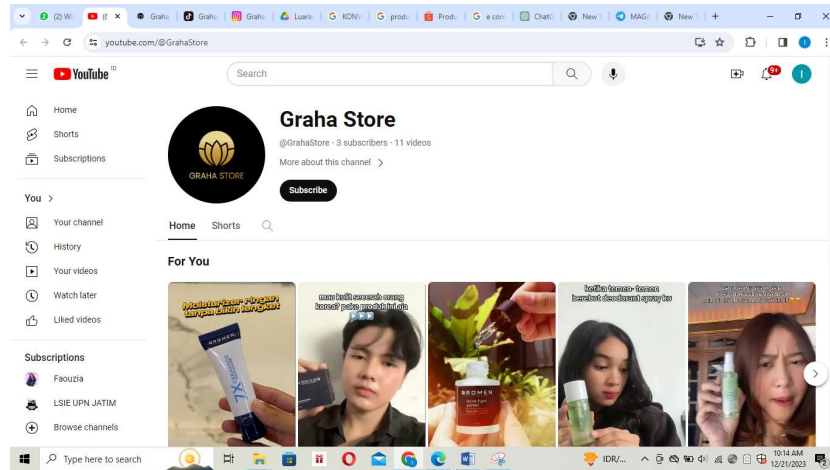 (2) W
(
Graha
Graha
Graha
Luara
KONV
produ
Produ
e com
ChatG
New T
MAGA
New T
youtube.com/@GrahaStore
YouTube ID
Search
9+
I
Home
Shorts
Subscriptions
You >
Your channel
History
Your videos
Watch later
Liked videos
Subscriptions
Faouzia
LSIE UPN JATIM
Browse channels
GRAHA STORE
Graha Store
@GrahaStore · 3 subscribers · 11 videos
More about this channel >
Subscribe
Home Shorts
For You
Moisturizer ringan
tanpa bikin lengket
BROMEN
mau kulit secerah orang
korea? pake produk ini aja
BROMEN
Acne Fight
EXPERT
ketika temen- temen
berebut deodorant spray ku
Type here to search
IDR/...
10:14 AM
12/21/2023